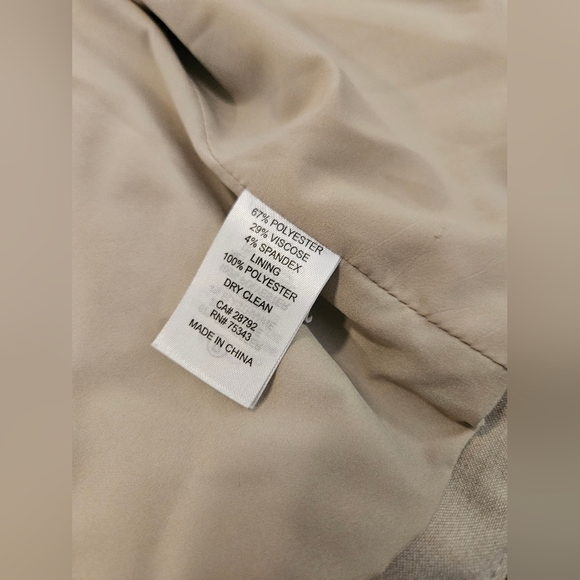 67% POLYESTER
29% VISCOSE
4% SPANDEX
LINING
100% POLYESTER
DRY CLEAN
CA# 28792
RN# 75343
MADE IN CHINA